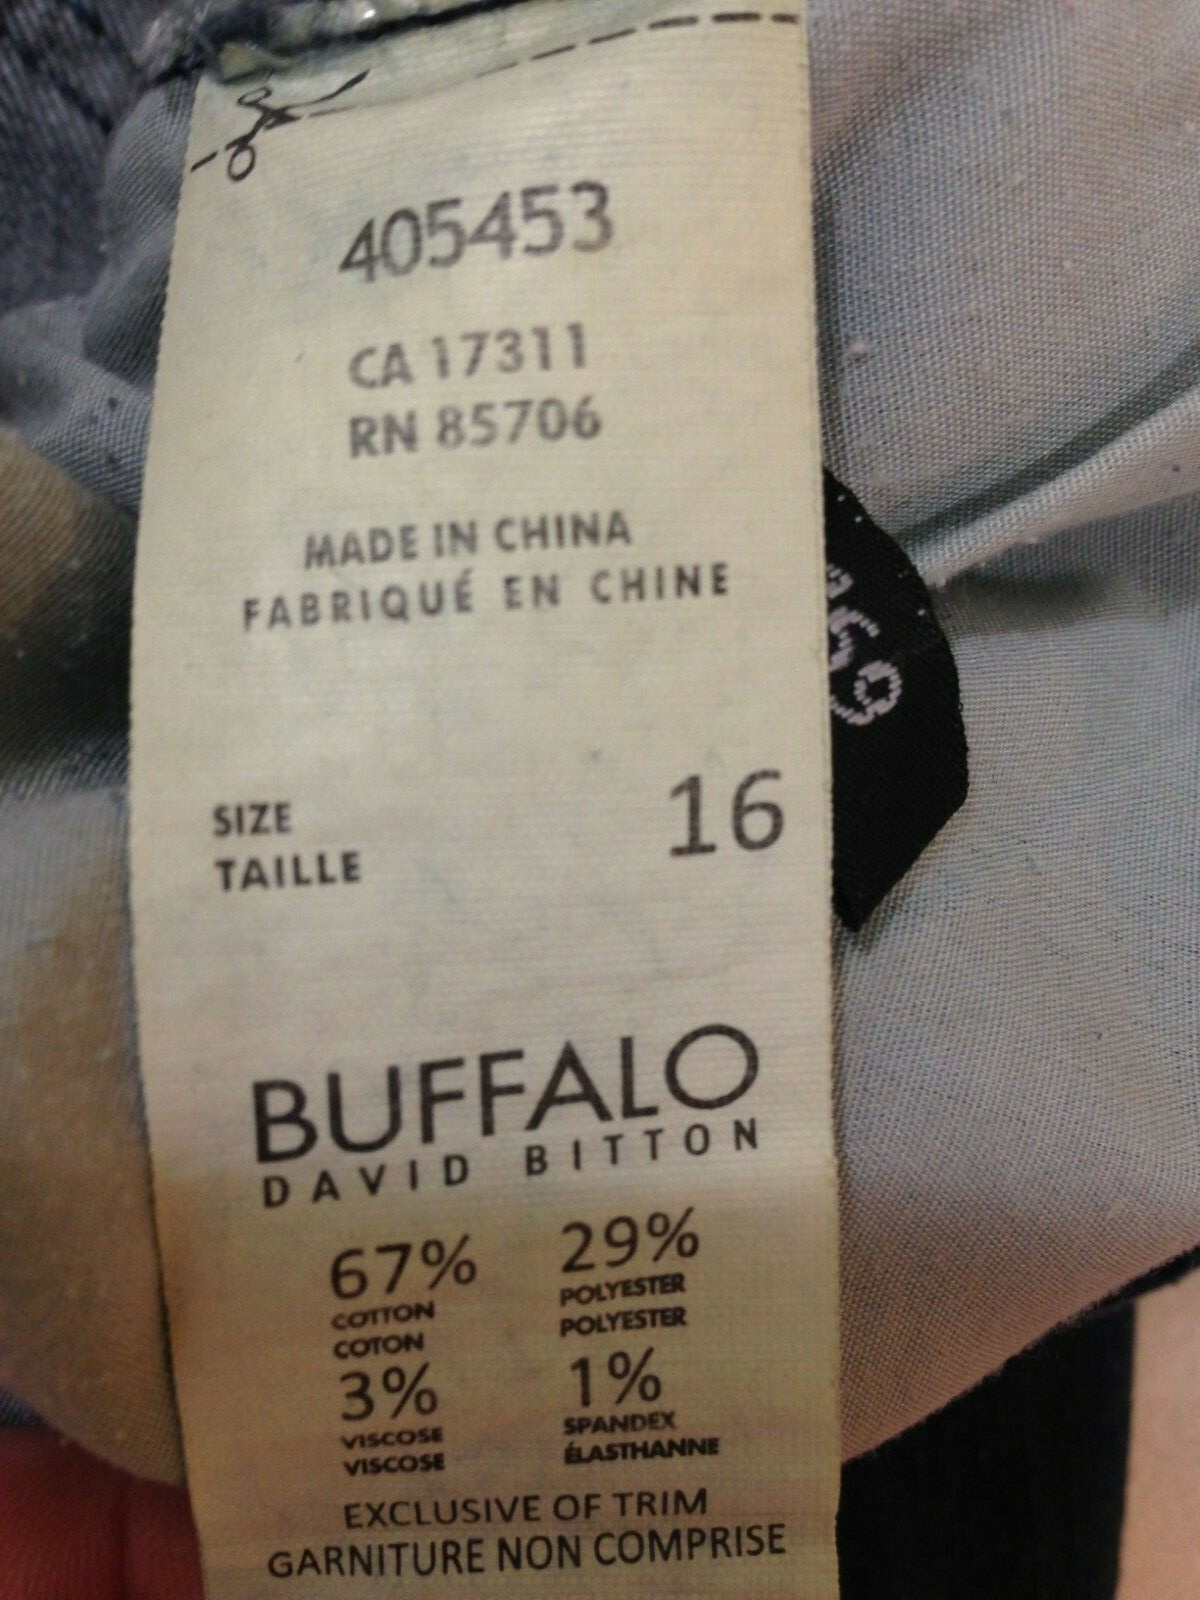 405453
CA 17311
RN 85706
MADE IN CHINA
FABRIQUÉ EN CHINE
SIZE 16
TAILLE
BUFFALO
DAVID BITTON
67% 29%
COTTON POLYESTER
COTON POLYESTER
3% 1%
VISCOSE SPANDEX
VISCOSE ÉLASTHANNE
EXCLUSIVE OF TRIM
GARNITURE NON COMPRISE